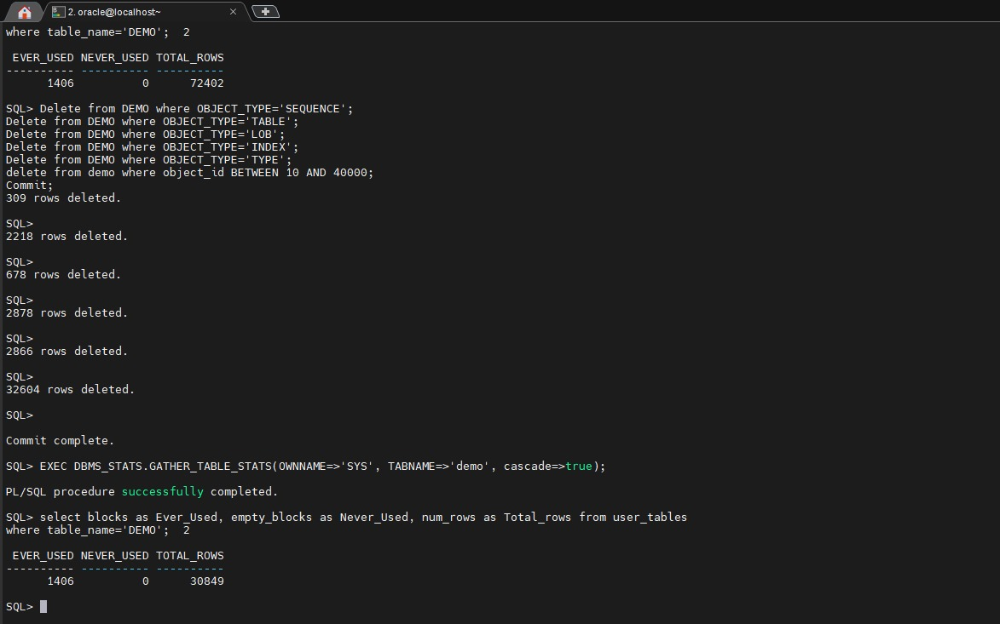 2. oracle@localhost~
where table_name='DEMO';  2
 EVER_USED NEVER_USED TOTAL_ROWS
---------- ---------- ----------
      1406          0      72402
SQL> Delete from DEMO where OBJECT_TYPE='SEQUENCE';
Delete from DEMO where OBJECT_TYPE='TABLE';
Delete from DEMO where OBJECT_TYPE='LOB';
Delete from DEMO where OBJECT_TYPE='INDEX';
Delete from DEMO where OBJECT_TYPE='TYPE';
delete from demo where object_id BETWEEN 10 AND 40000;
Commit;
309 rows deleted.
SQL>
2218 rows deleted.
SQL>
678 rows deleted.
SQL>
2878 rows deleted.
SQL>
2866 rows deleted.
SQL>
32604 rows deleted.
SQL>
Commit complete.
SQL> EXEC DBMS_STATS.GATHER_TABLE_STATS(OWNNAME=>'SYS', TABNAME=>'demo', cascade=>true);
PL/SQL procedure successfully completed.
SQL> select blocks as Ever_Used, empty_blocks as Never_Used, num_rows as Total_rows from user_tables
where table_name='DEMO';  2
 EVER_USED NEVER_USED TOTAL_ROWS
---------- ---------- ----------
      1406          0      30849
SQL>